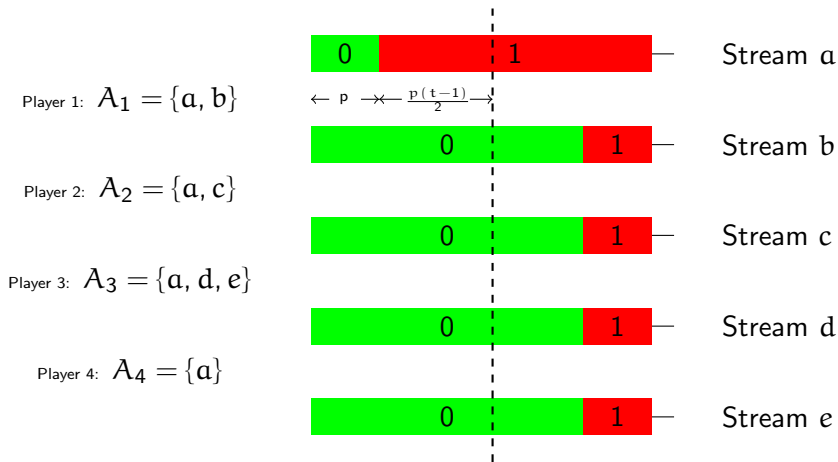 0 1 Stream a
Player 1: A₁ = {a, b} p p(t−1)/2
0 1 Stream b
Player 2: A₂ = {a, c}
0 1 Stream c
Player 3: A₃ = {a, d, e}
0 1 Stream d
Player 4: A₄ = {a}
0 1 Stream e